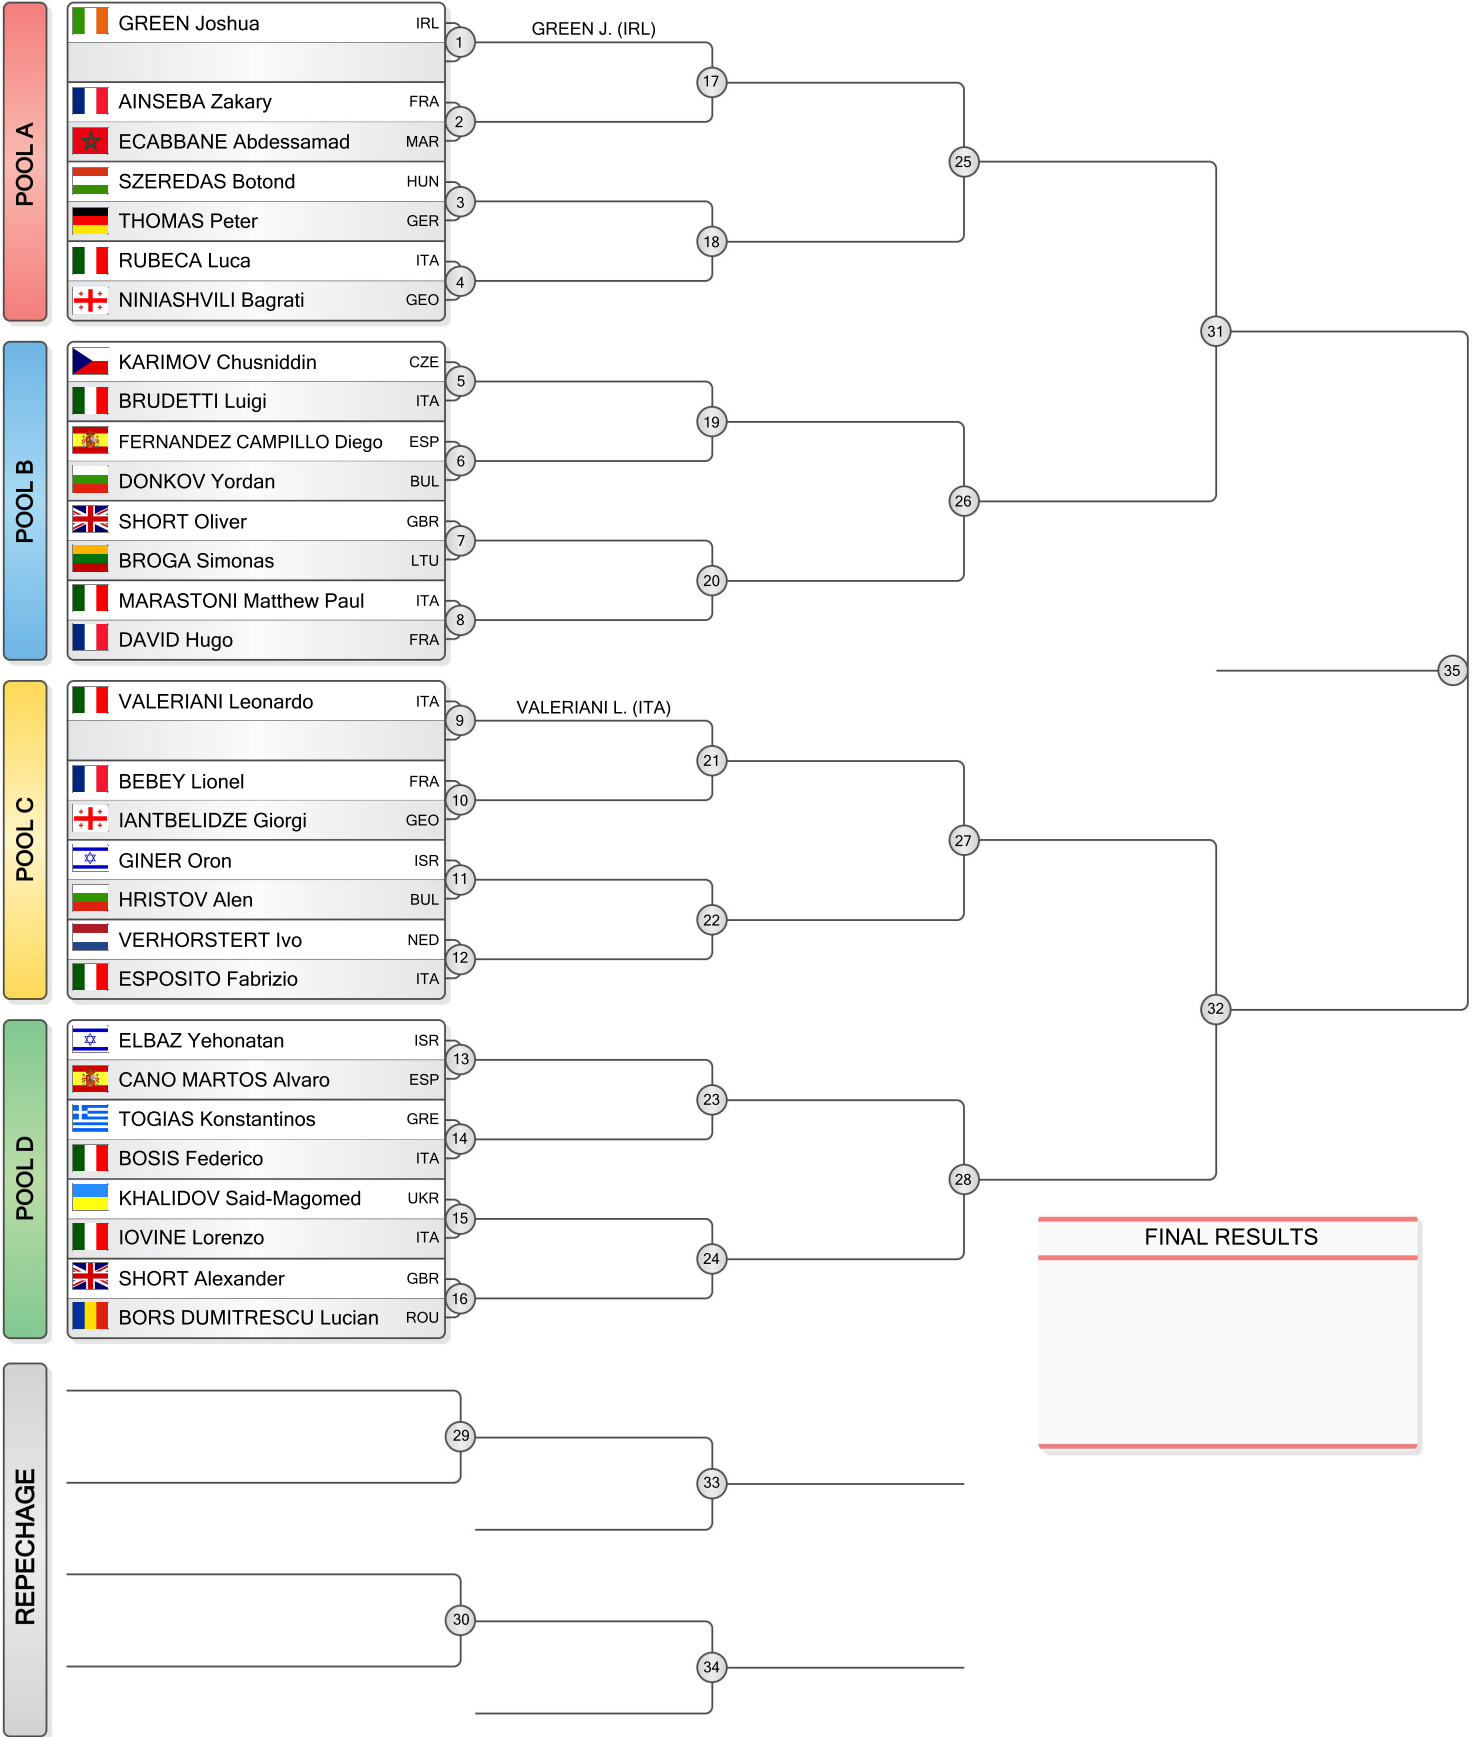 POOL A
GREEN Joshua IRL
1
GREEN J. (IRL)
17
AINSEBA Zakary FRA
2
ECABBANE Abdessamad MAR
25
SZEREDAS Botond HUN
3
THOMAS Peter GER
18
RUBECA Luca ITA
4
NINIASHVILI Bagrati GEO
31
POOL B
KARIMOV Chusniddin CZE
5
BRUDETTI Luigi ITA
19
FERNANDEZ CAMPILLO Diego ESP
6
DONKOV Yordan BUL
26
SHORT Oliver GBR
7
BROGA Simonas LTU
20
MARASTONI Matthew Paul ITA
8
DAVID Hugo FRA
35
POOL C
VALERIANI Leonardo ITA
9
VALERIANI L. (ITA)
21
BEBEY Lionel FRA
10
IANTBELIDZE Giorgi GEO
27
GINER Oron ISR
11
HRISTOV Alen BUL
22
VERHORSTERT Ivo NED
12
ESPOSITO Fabrizio ITA
32
POOL D
ELBAZ Yehonatan ISR
13
CANO MARTOS Alvaro ESP
23
TOGIAS Konstantinos GRE
14
BOSIS Federico ITA
28
KHALIDOV Said-Magomed UKR
15
IOVINE Lorenzo ITA
24
SHORT Alexander GBR
16
BORS DUMITRESCU Lucian ROU
FINAL RESULTS
REPECHAGE
29
33
30
34